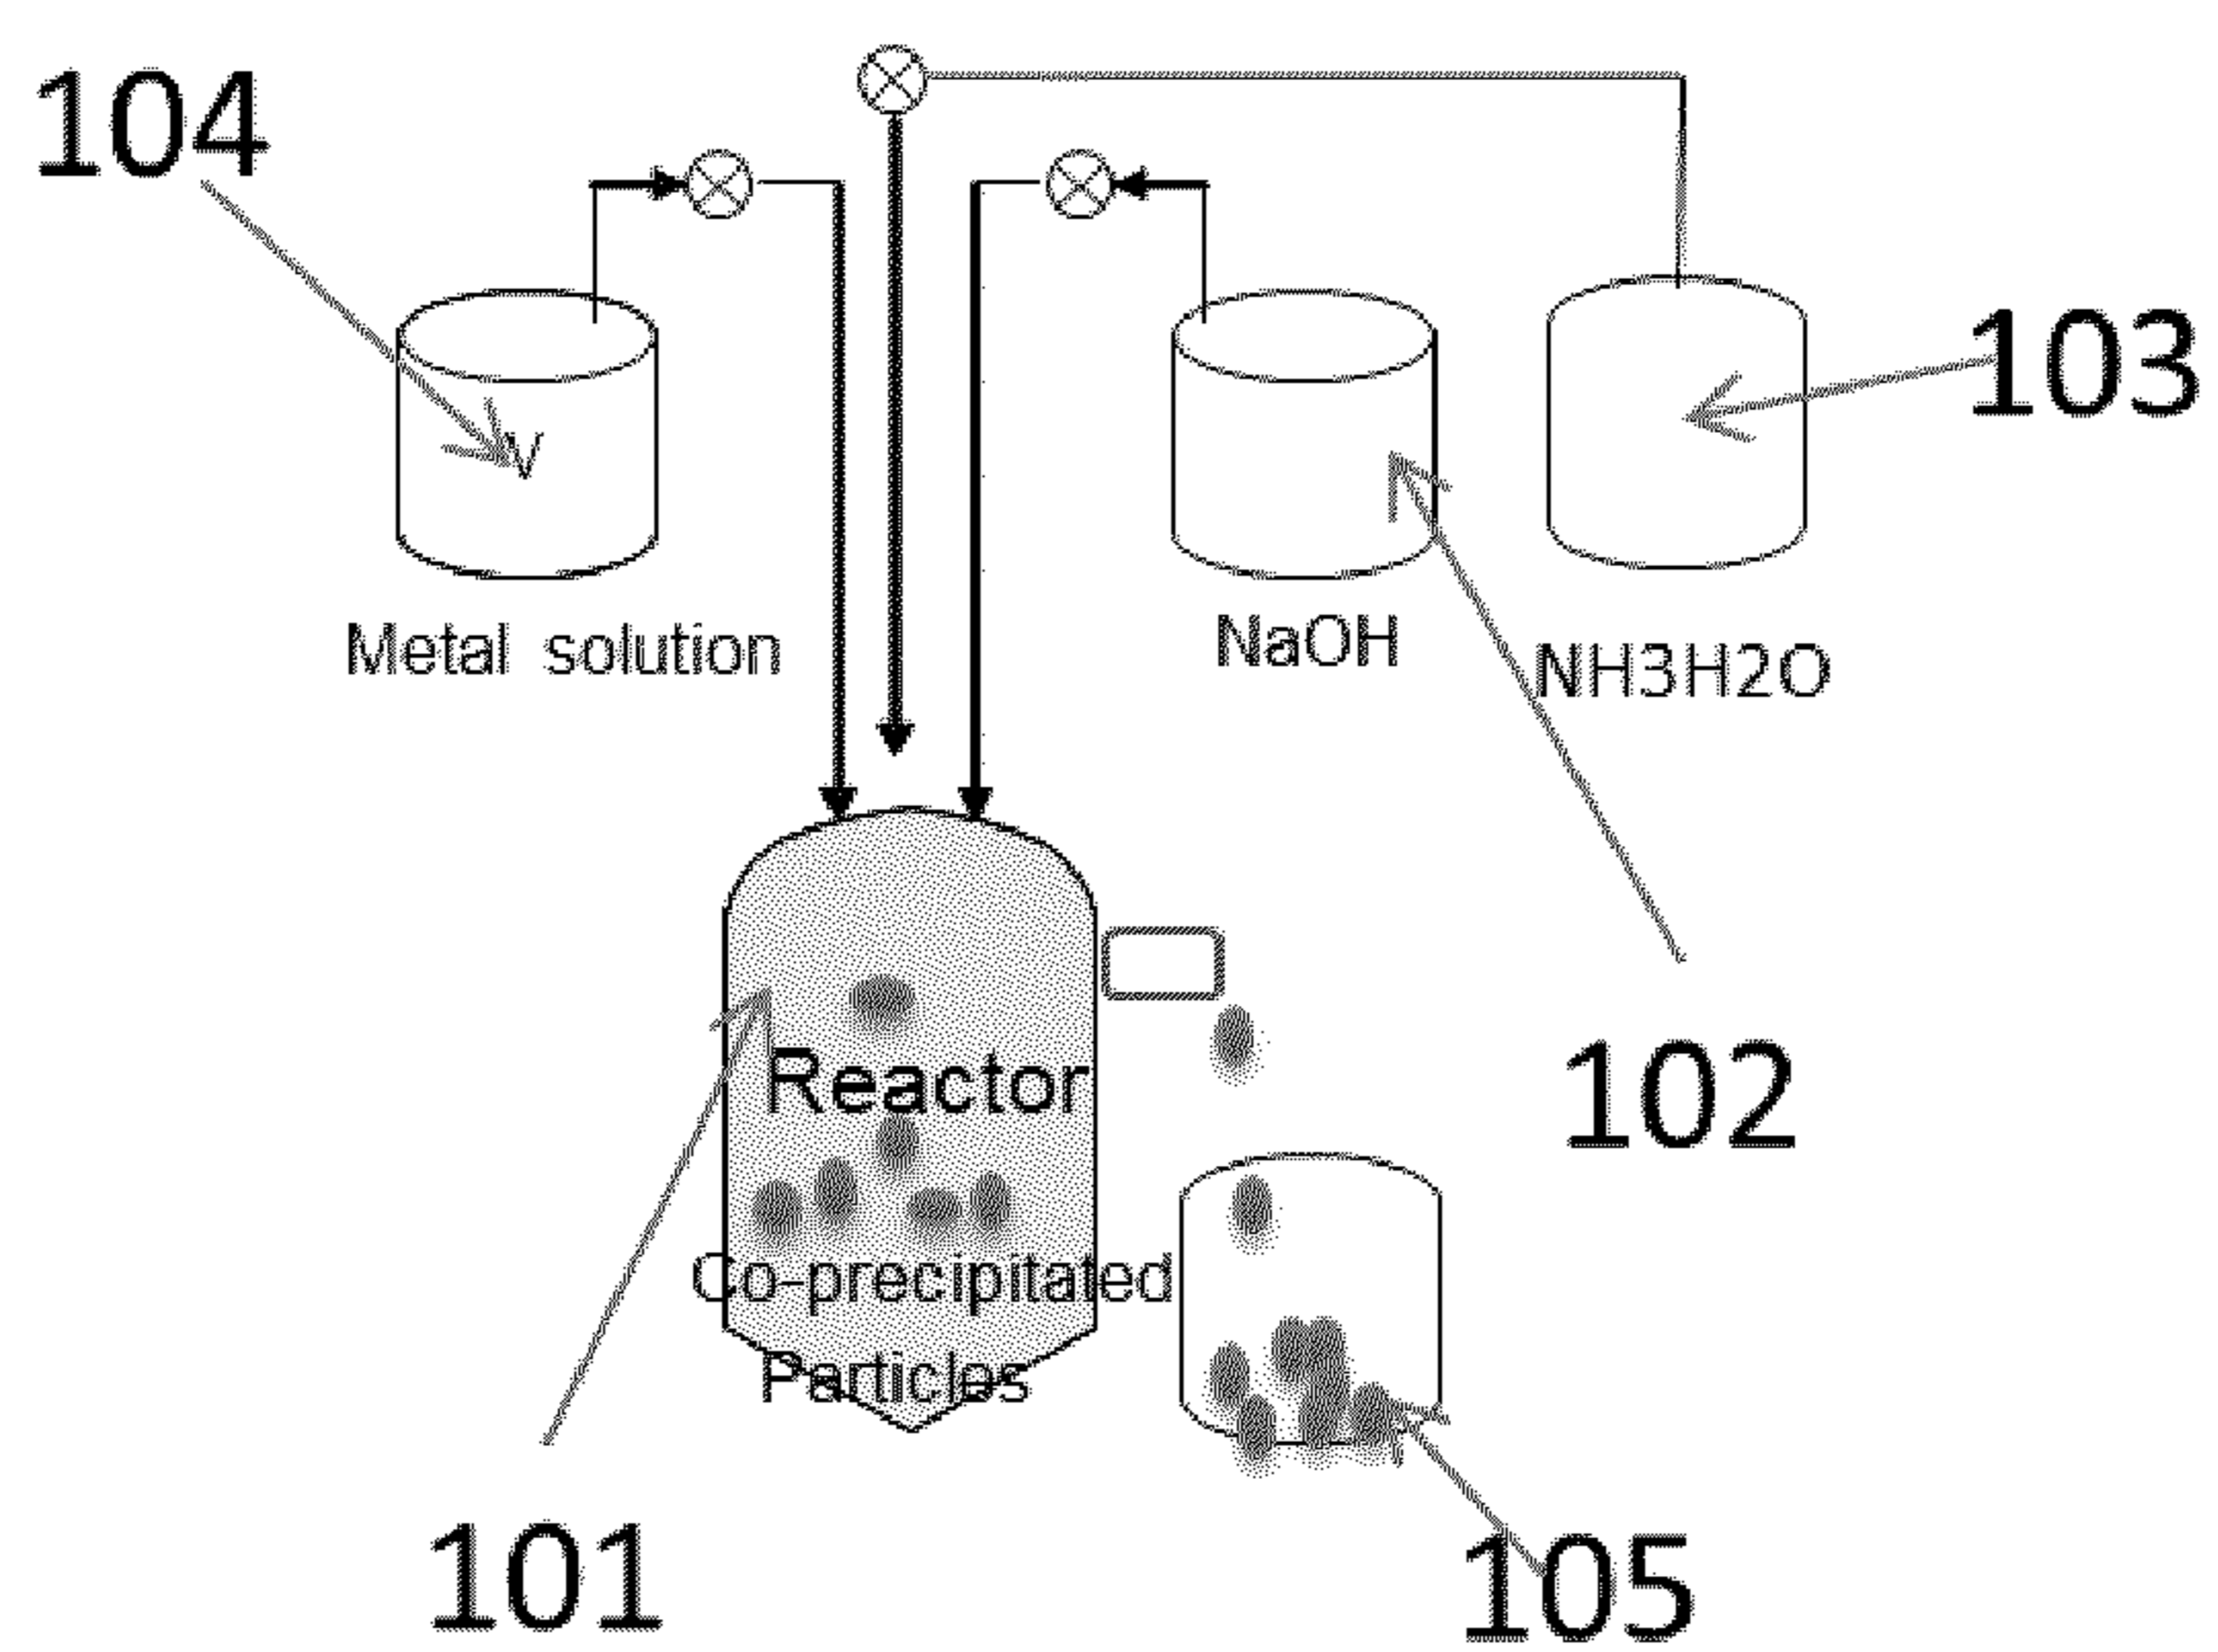 104
V
103
Metal solution
NaOH
NH3H2O
Reactor
102
Co-precipitated
Particles
101
105